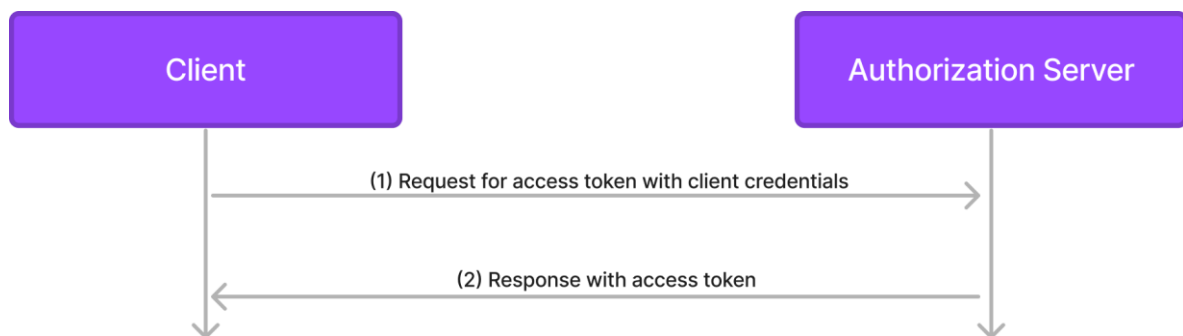 Client
Authorization Server
(1) Request for access token with client credentials
(2) Response with access token